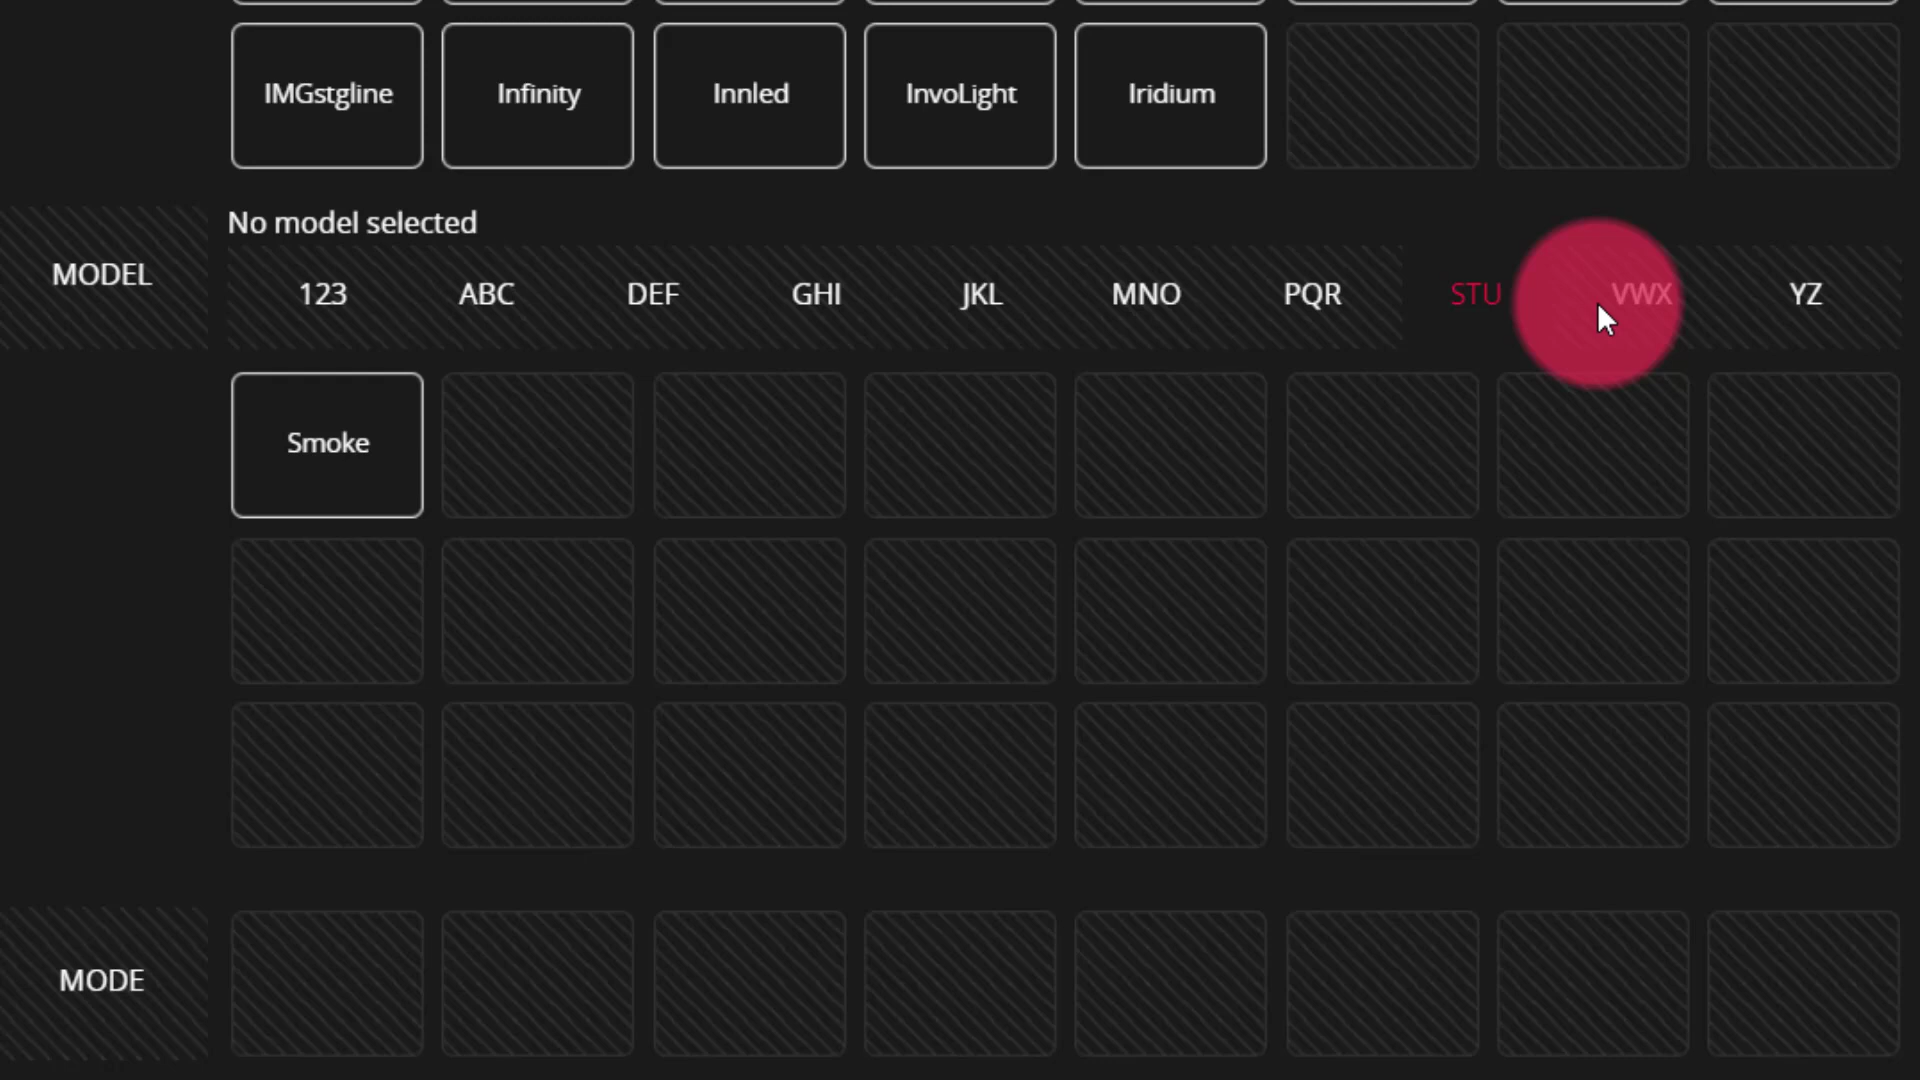 IMGstgline Infinity Innled InvoLight Iridium
No model selected
MODEL
123 ABC DEF GHI JKL MNO PQR STU VWX YZ
Smoke
MODE